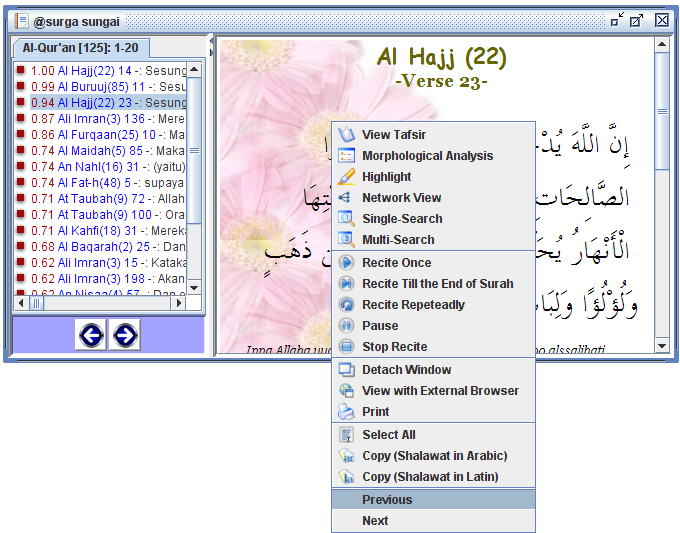 @surga sungai
Al-Qur'an [125]: 1-20
1.00 Al Hajj(22) 14 -: Sesung
0.99 Al Buruuj(85) 11 -: Sesu
0.94 Al Hajj(22) 23 -: Sesung
0.87 Ali Imran(3) 136 -: Mere
0.86 Al Furqaan(25) 10 -: Ma
0.74 Al Maidah(5) 85 -: Maka
0.74 An Nahl(16) 31 -: (yaitu)
0.74 Al Fat-h(48) 5 -: supaya
0.71 At Taubah(9) 72 -: Allah
0.71 At Taubah(9) 100 -: Ora
0.71 Al Kahfi(18) 31 -: Mereka
0.68 Al Baqarah(2) 25 -: Dan
0.62 Ali Imran(3) 15 -: Kataka
0.62 Ali Imran(3) 198 -: Akan
0.62 An Nisaa(4) 57 -: Dan o
Al Hajj (22)
-Verse 23-
إِنَّ اللَّهَ
الصَّالِحَاتِ
الْأَنْهَارُ ذَهَبٍ
وَلُؤْلُؤًا
Inna Allaha alssalihati
View Tafsir
Morphological Analysis
Highlight
Network View
Single-Search
Multi-Search
Recite Once
Recite Till the End of Surah
Recite Repeteadly
Pause
Stop Recite
Detach Window
View with External Browser
Print
Select All
Copy (Shalawat in Arabic)
Copy (Shalawat in Latin)
Previous
Next